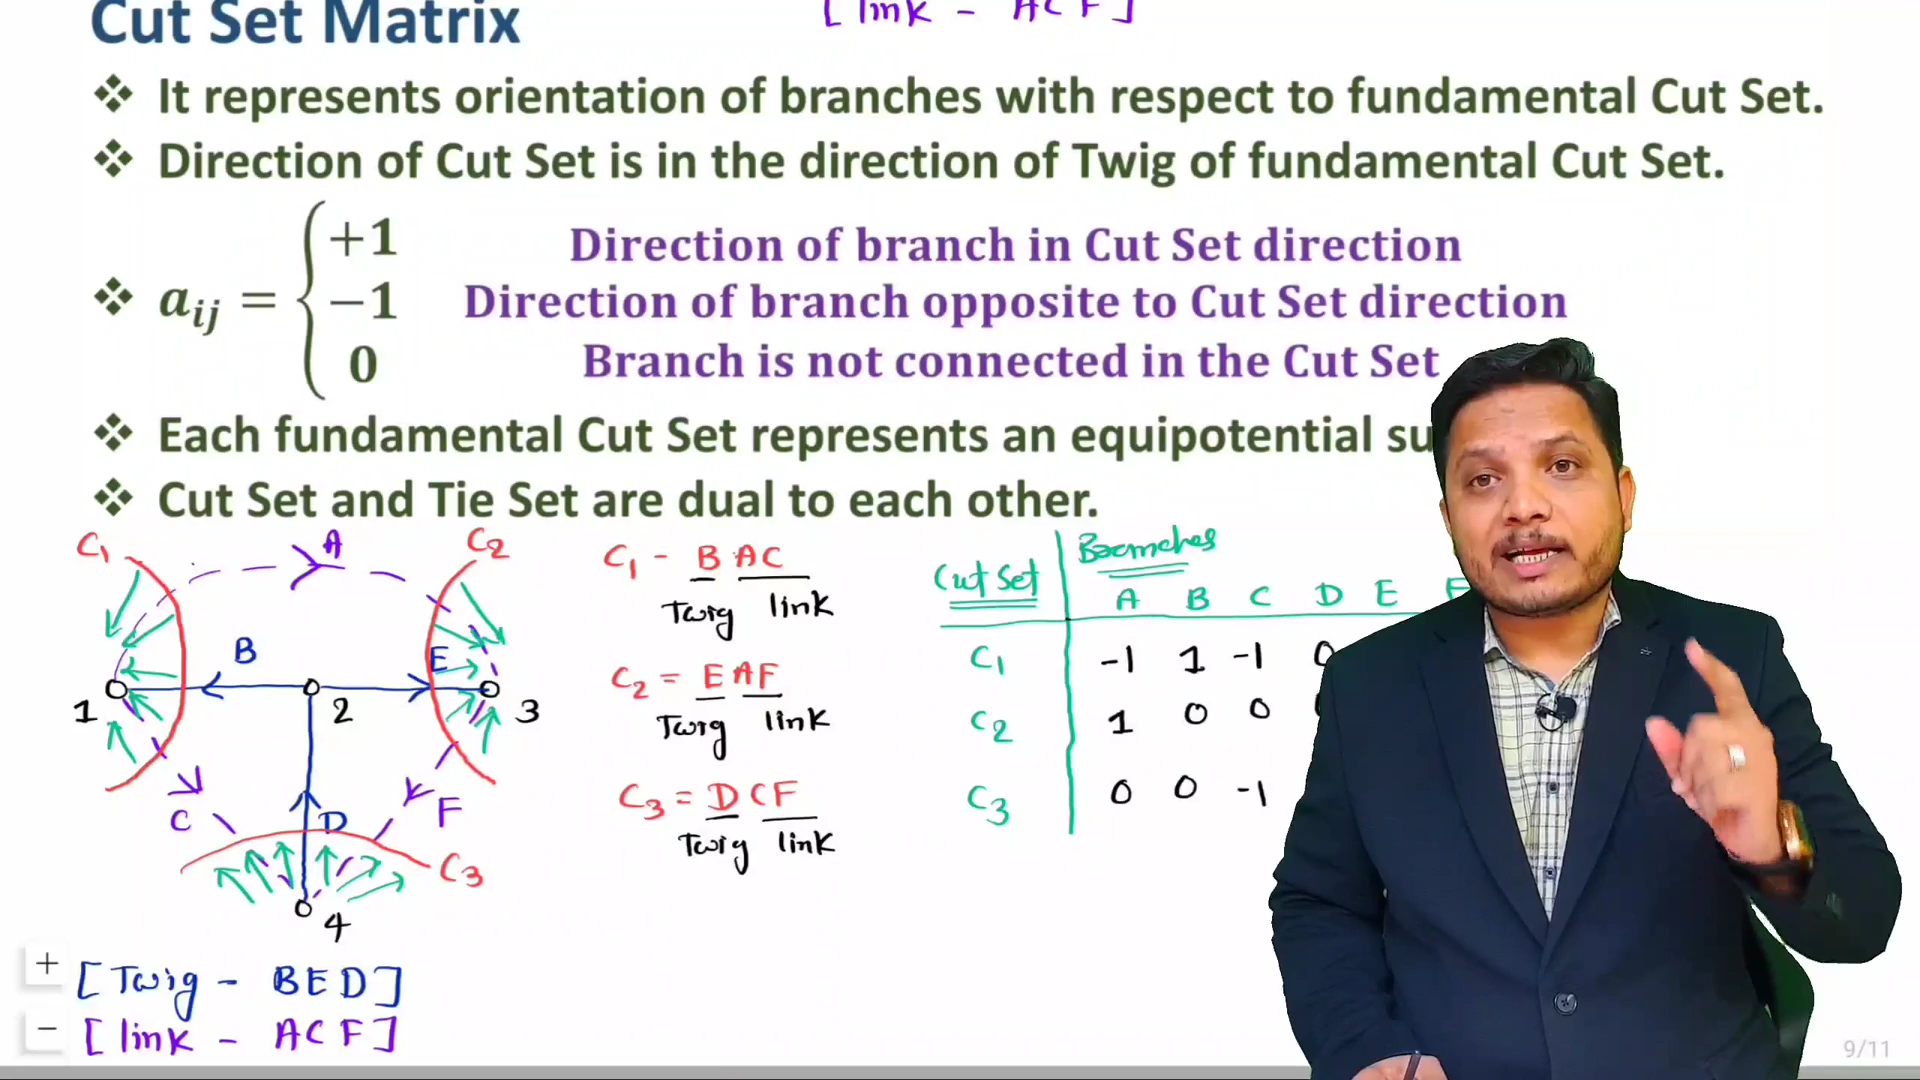 Cut Set Matrix
[link - ACF]
❖ It represents orientation of branches with respect to fundamental Cut Set.
❖ Direction of Cut Set is in the direction of Twig of fundamental Cut Set.
+1 Direction of branch in Cut Set direction
❖ aij = { −1 Direction of branch opposite to Cut Set direction
0 Branch is not connected in the Cut Set
❖ Each fundamental Cut Set represents an equipotential su
❖ Cut Set and Tie Set are dual to each other.
C1 A C2
B E
1 2 3
C D F
C3
4
[Twig - BED]
[link - ACF]
C1 - B AC
Twig link
C2 = E AF
Twig link
C3 = D CF
Twig link
Branches
Cut Set A B C D E F
C1 -1 1 -1 0
C2 1 0 0
C3 0 0 -1
+
−
9/11